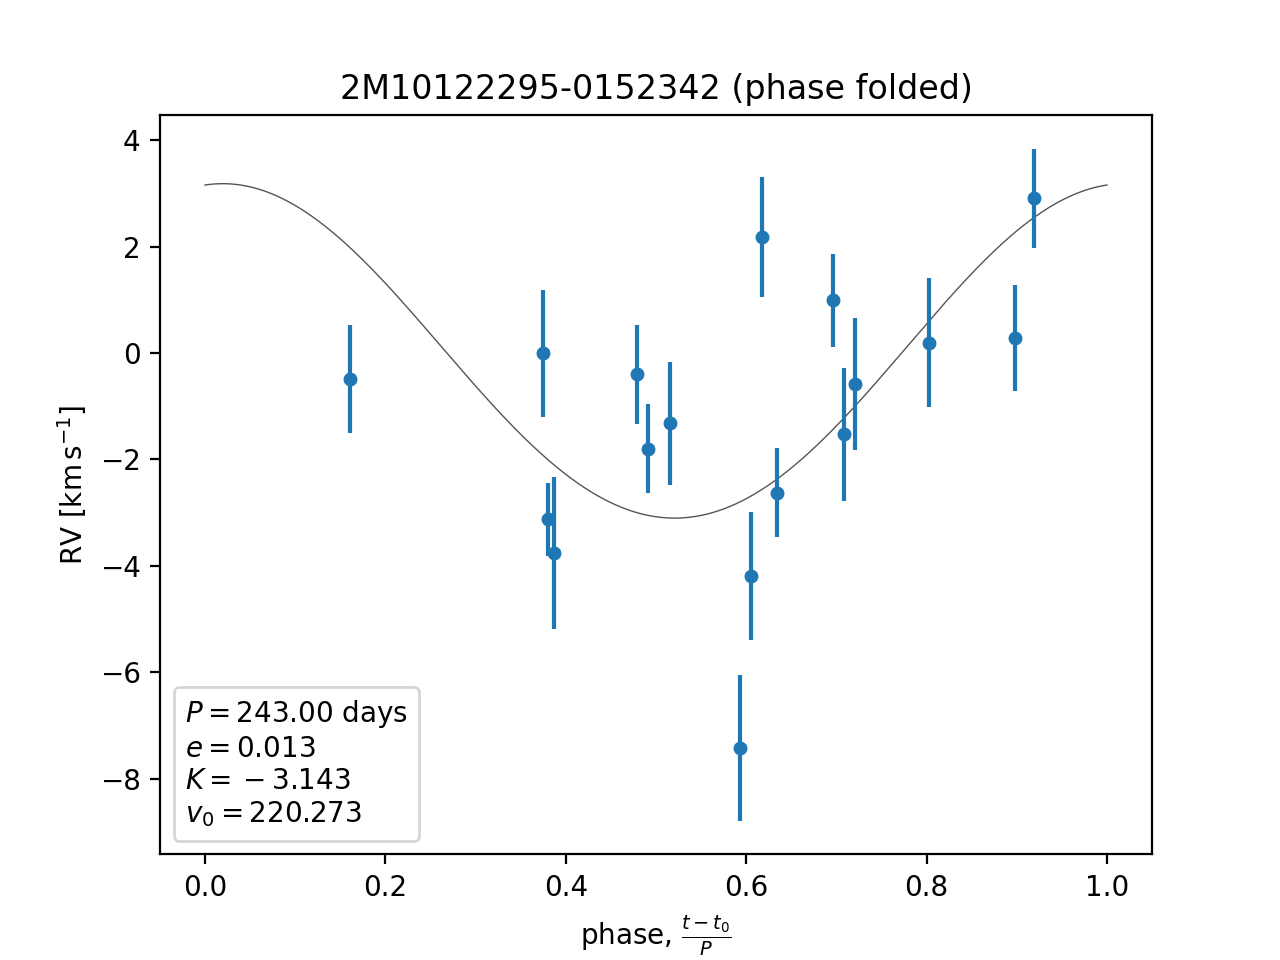 2M10122295-0152342 (phase folded)
4
2
0
−2
−4
−6
−8
RV [km s⁻¹]
P = 243.00 days
e = 0.013
K = − 3.143
v₀ = 220.273
0.0 0.2 0.4 0.6 0.8 1.0
phase, (t − t₀)/P